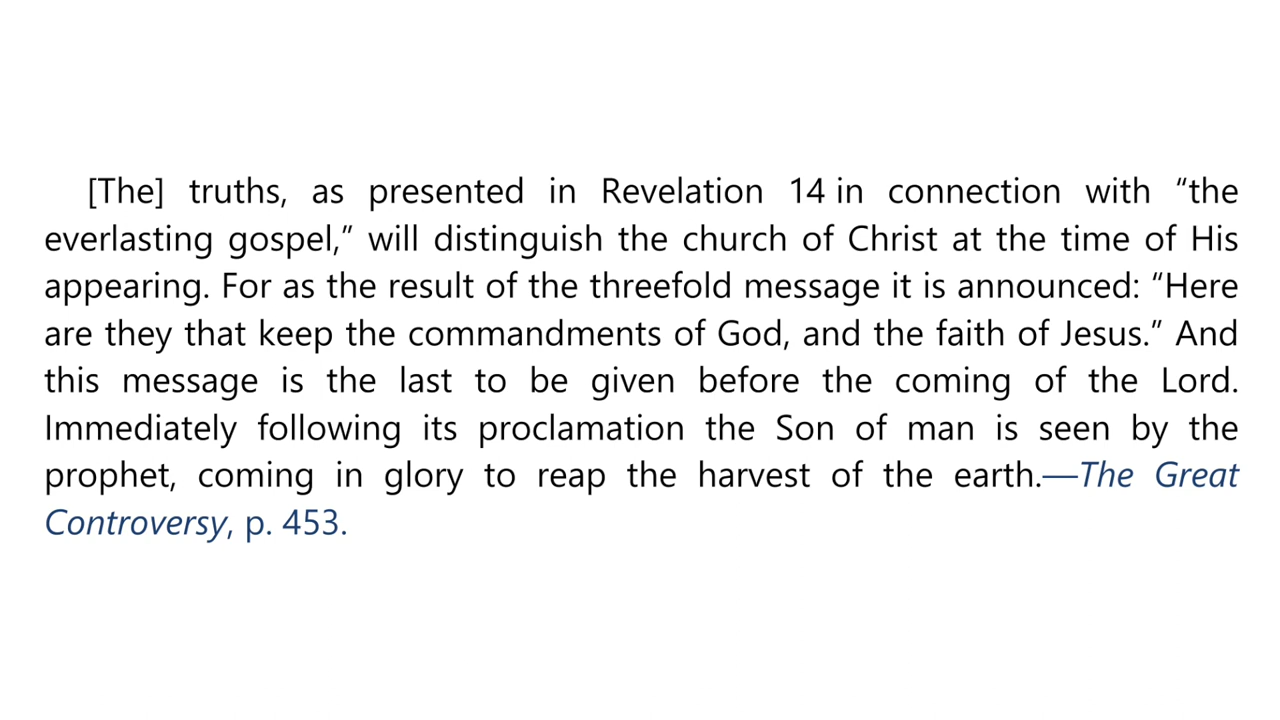 [The] truths, as presented in Revelation 14 in connection with “the
everlasting gospel,” will distinguish the church of Christ at the time of His
appearing. For as the result of the threefold message it is announced: “Here
are they that keep the commandments of God, and the faith of Jesus.” And
this message is the last to be given before the coming of the Lord.
Immediately following its proclamation the Son of man is seen by the
prophet, coming in glory to reap the harvest of the earth.—The Great
Controversy, p. 453.